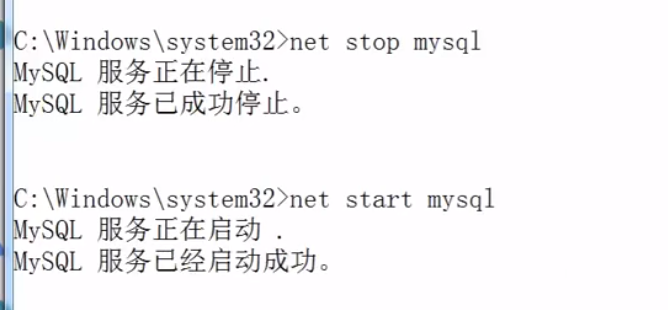 C:\Windows\system32>net stop mysql
MySQL 服务正在停止.
MySQL 服务已成功停止。
C:\Windows\system32>net start mysql
MySQL 服务正在启动 .
MySQL 服务已经启动成功。